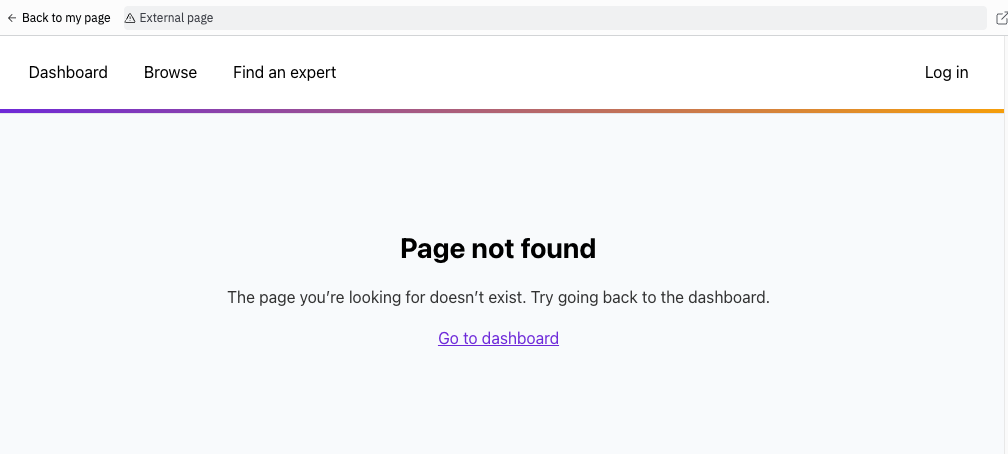 Back to my page
External page
Dashboard Browse Find an expert Log in
Page not found
The page you’re looking for doesn’t exist. Try going back to the dashboard.
Go to dashboard